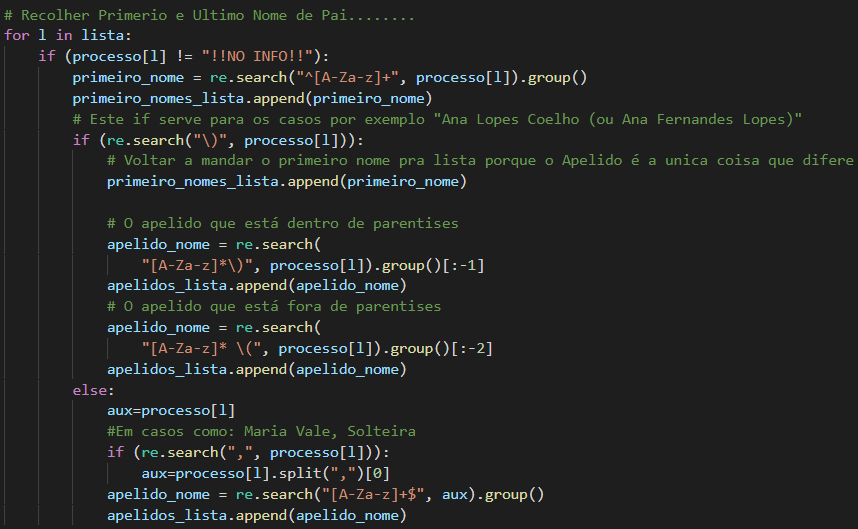 # Recolher Primerio e Ultimo Nome de Pai........
for l in lista:
    if (processo[l] != "!!NO INFO!!"):
        primeiro_nome = re.search("^[A-Za-z]+", processo[l]).group()
        primeiro_nomes_lista.append(primeiro_nome)
        # Este if serve para os casos por exemplo "Ana Lopes Coelho (ou Ana Fernandes Lopes)"
        if (re.search("\)", processo[l])):
            # Voltar a mandar o primeiro nome pra lista porque o Apelido é a unica coisa que difere
            primeiro_nomes_lista.append(primeiro_nome)

            # O apelido que está dentro de parentises
            apelido_nome = re.search(
                "[A-Za-z]*\)", processo[l]).group()[:-1]
            apelidos_lista.append(apelido_nome)
            # O apelido que está fora de parentises
            apelido_nome = re.search(
                "[A-Za-z]* \(", processo[l]).group()[:-2]
            apelidos_lista.append(apelido_nome)
        else:
            aux=processo[l]
            #Em casos como: Maria Vale, Solteira
            if (re.search(",", processo[l])):
                aux=processo[l].split(",")[0]
            apelido_nome = re.search("[A-Za-z]+$", aux).group()
            apelidos_lista.append(apelido_nome)